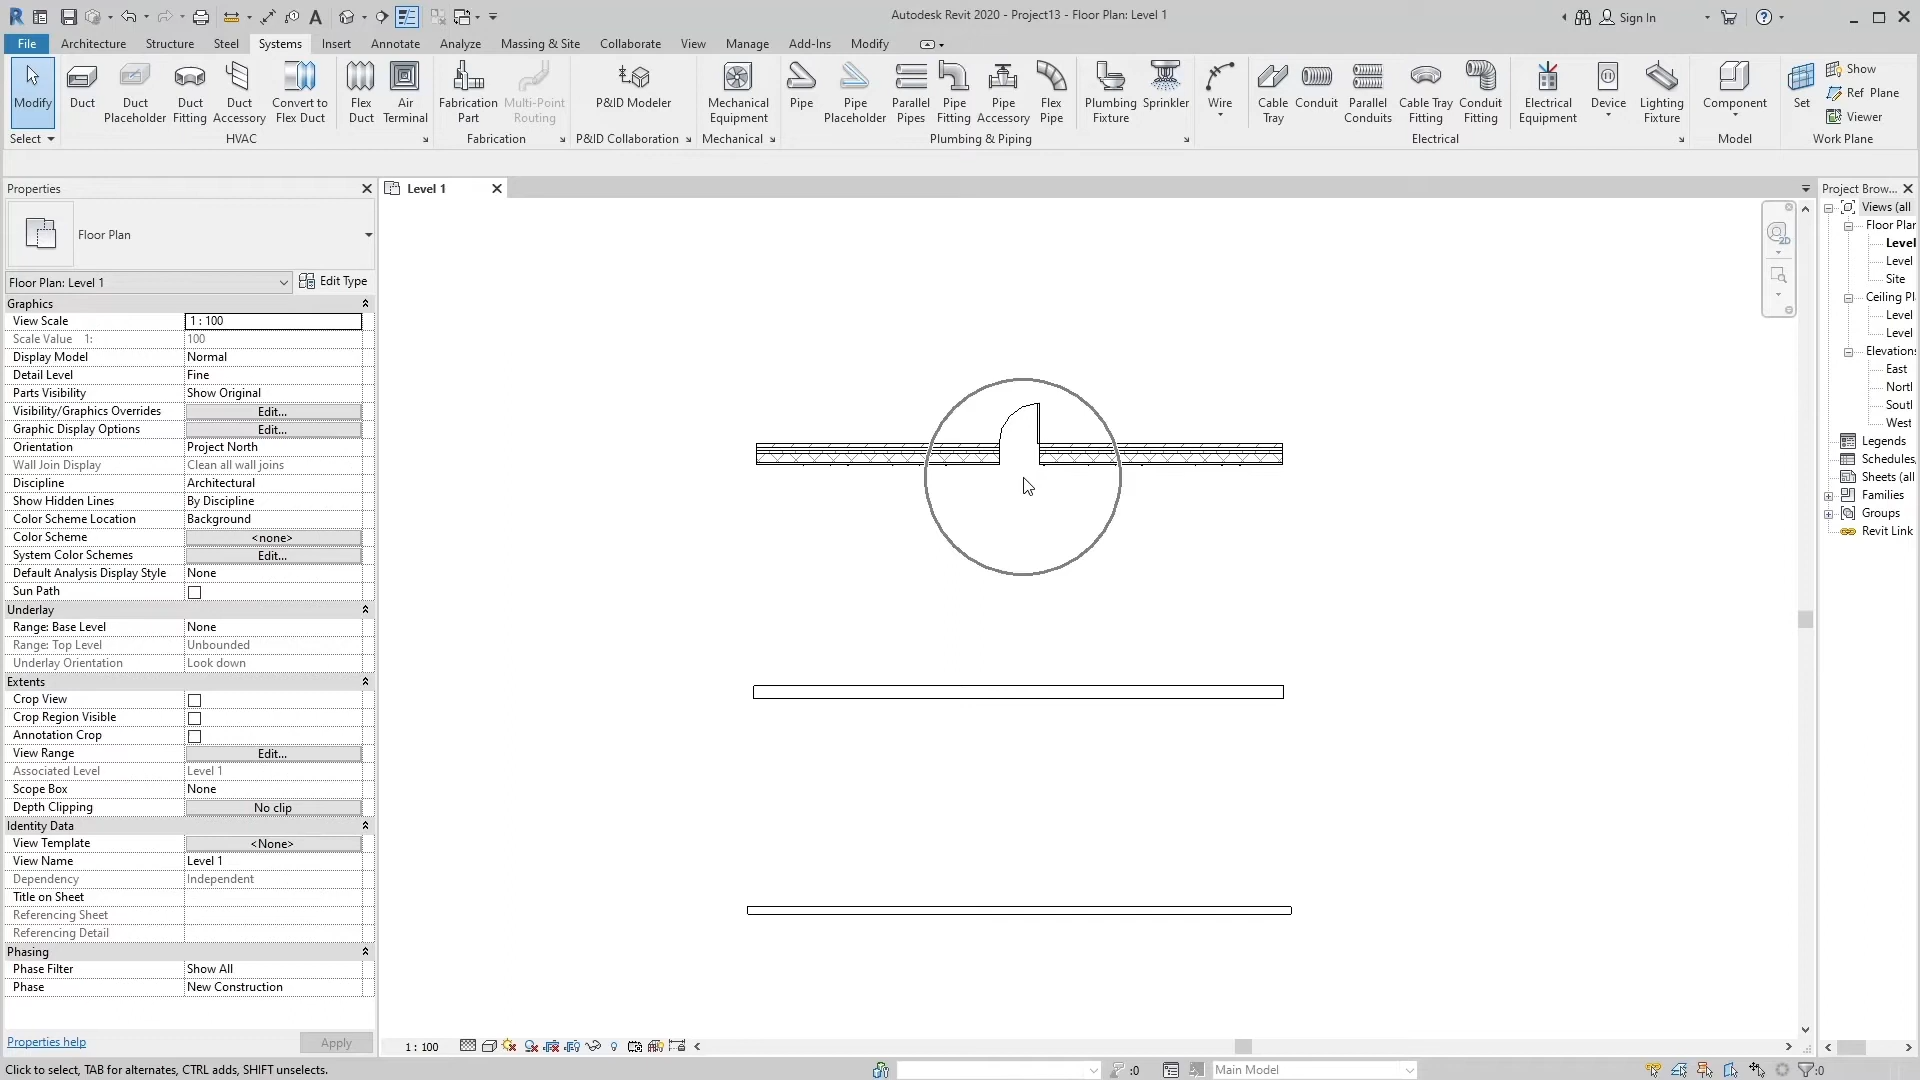 Autodesk Revit 2020 - Project13 - Floor Plan: Level 1
Sign In
File Architecture Structure Steel Systems Insert Annotate Analyze Massing & Site Collaborate View Manage Add-Ins Modify
Modify
Duct
Duct Placeholder
Duct Fitting
Duct Accessory
Convert to Flex Duct
Flex Duct
Air Terminal
Fabrication Part
Multi-Point Routing
P&ID Modeler
Mechanical Equipment
Pipe
Pipe Placeholder
Parallel Pipes
Pipe Fitting
Pipe Accessory
Flex Pipe
Plumbing Fixture
Sprinkler
Wire
Cable Tray
Conduit
Parallel Conduits
Cable Tray Fitting
Conduit Fitting
Electrical Equipment
Device
Lighting Fixture
Component
Set
Show
Ref Plane
Viewer
Select HVAC Fabrication P&ID Collaboration Mechanical Plumbing & Piping Electrical Model Work Plane
Properties
Floor Plan
Floor Plan: Level 1 Edit Type
Graphics
View Scale 1 : 100
Scale Value 1: 100
Display Model Normal
Detail Level Fine
Parts Visibility Show Original
Visibility/Graphics Overrides Edit...
Graphic Display Options Edit...
Orientation Project North
Wall Join Display Clean all wall joins
Discipline Architectural
Show Hidden Lines By Discipline
Color Scheme Location Background
Color Scheme <none>
System Color Schemes Edit...
Default Analysis Display Style None
Sun Path
Underlay
Range: Base Level None
Range: Top Level Unbounded
Underlay Orientation Look down
Extents
Crop View
Crop Region Visible
Annotation Crop
View Range Edit...
Associated Level Level 1
Scope Box None
Depth Clipping No clip
Identity Data
View Template <None>
View Name Level 1
Dependency Independent
Title on Sheet
Referencing Sheet
Referencing Detail
Phasing
Phase Filter Show All
Phase New Construction
Properties help Apply
Level 1
2D
1 : 100
Project Brow...
Views (all
Floor Plan
Level
Level
Site
Ceiling Pl
Level
Level
Elevations
East
North
South
West
Legends
Schedules,
Sheets (all
Families
Groups
Revit Link
Click to select, TAB for alternates, CTRL adds, SHIFT unselects.
:0
Main Model
:0